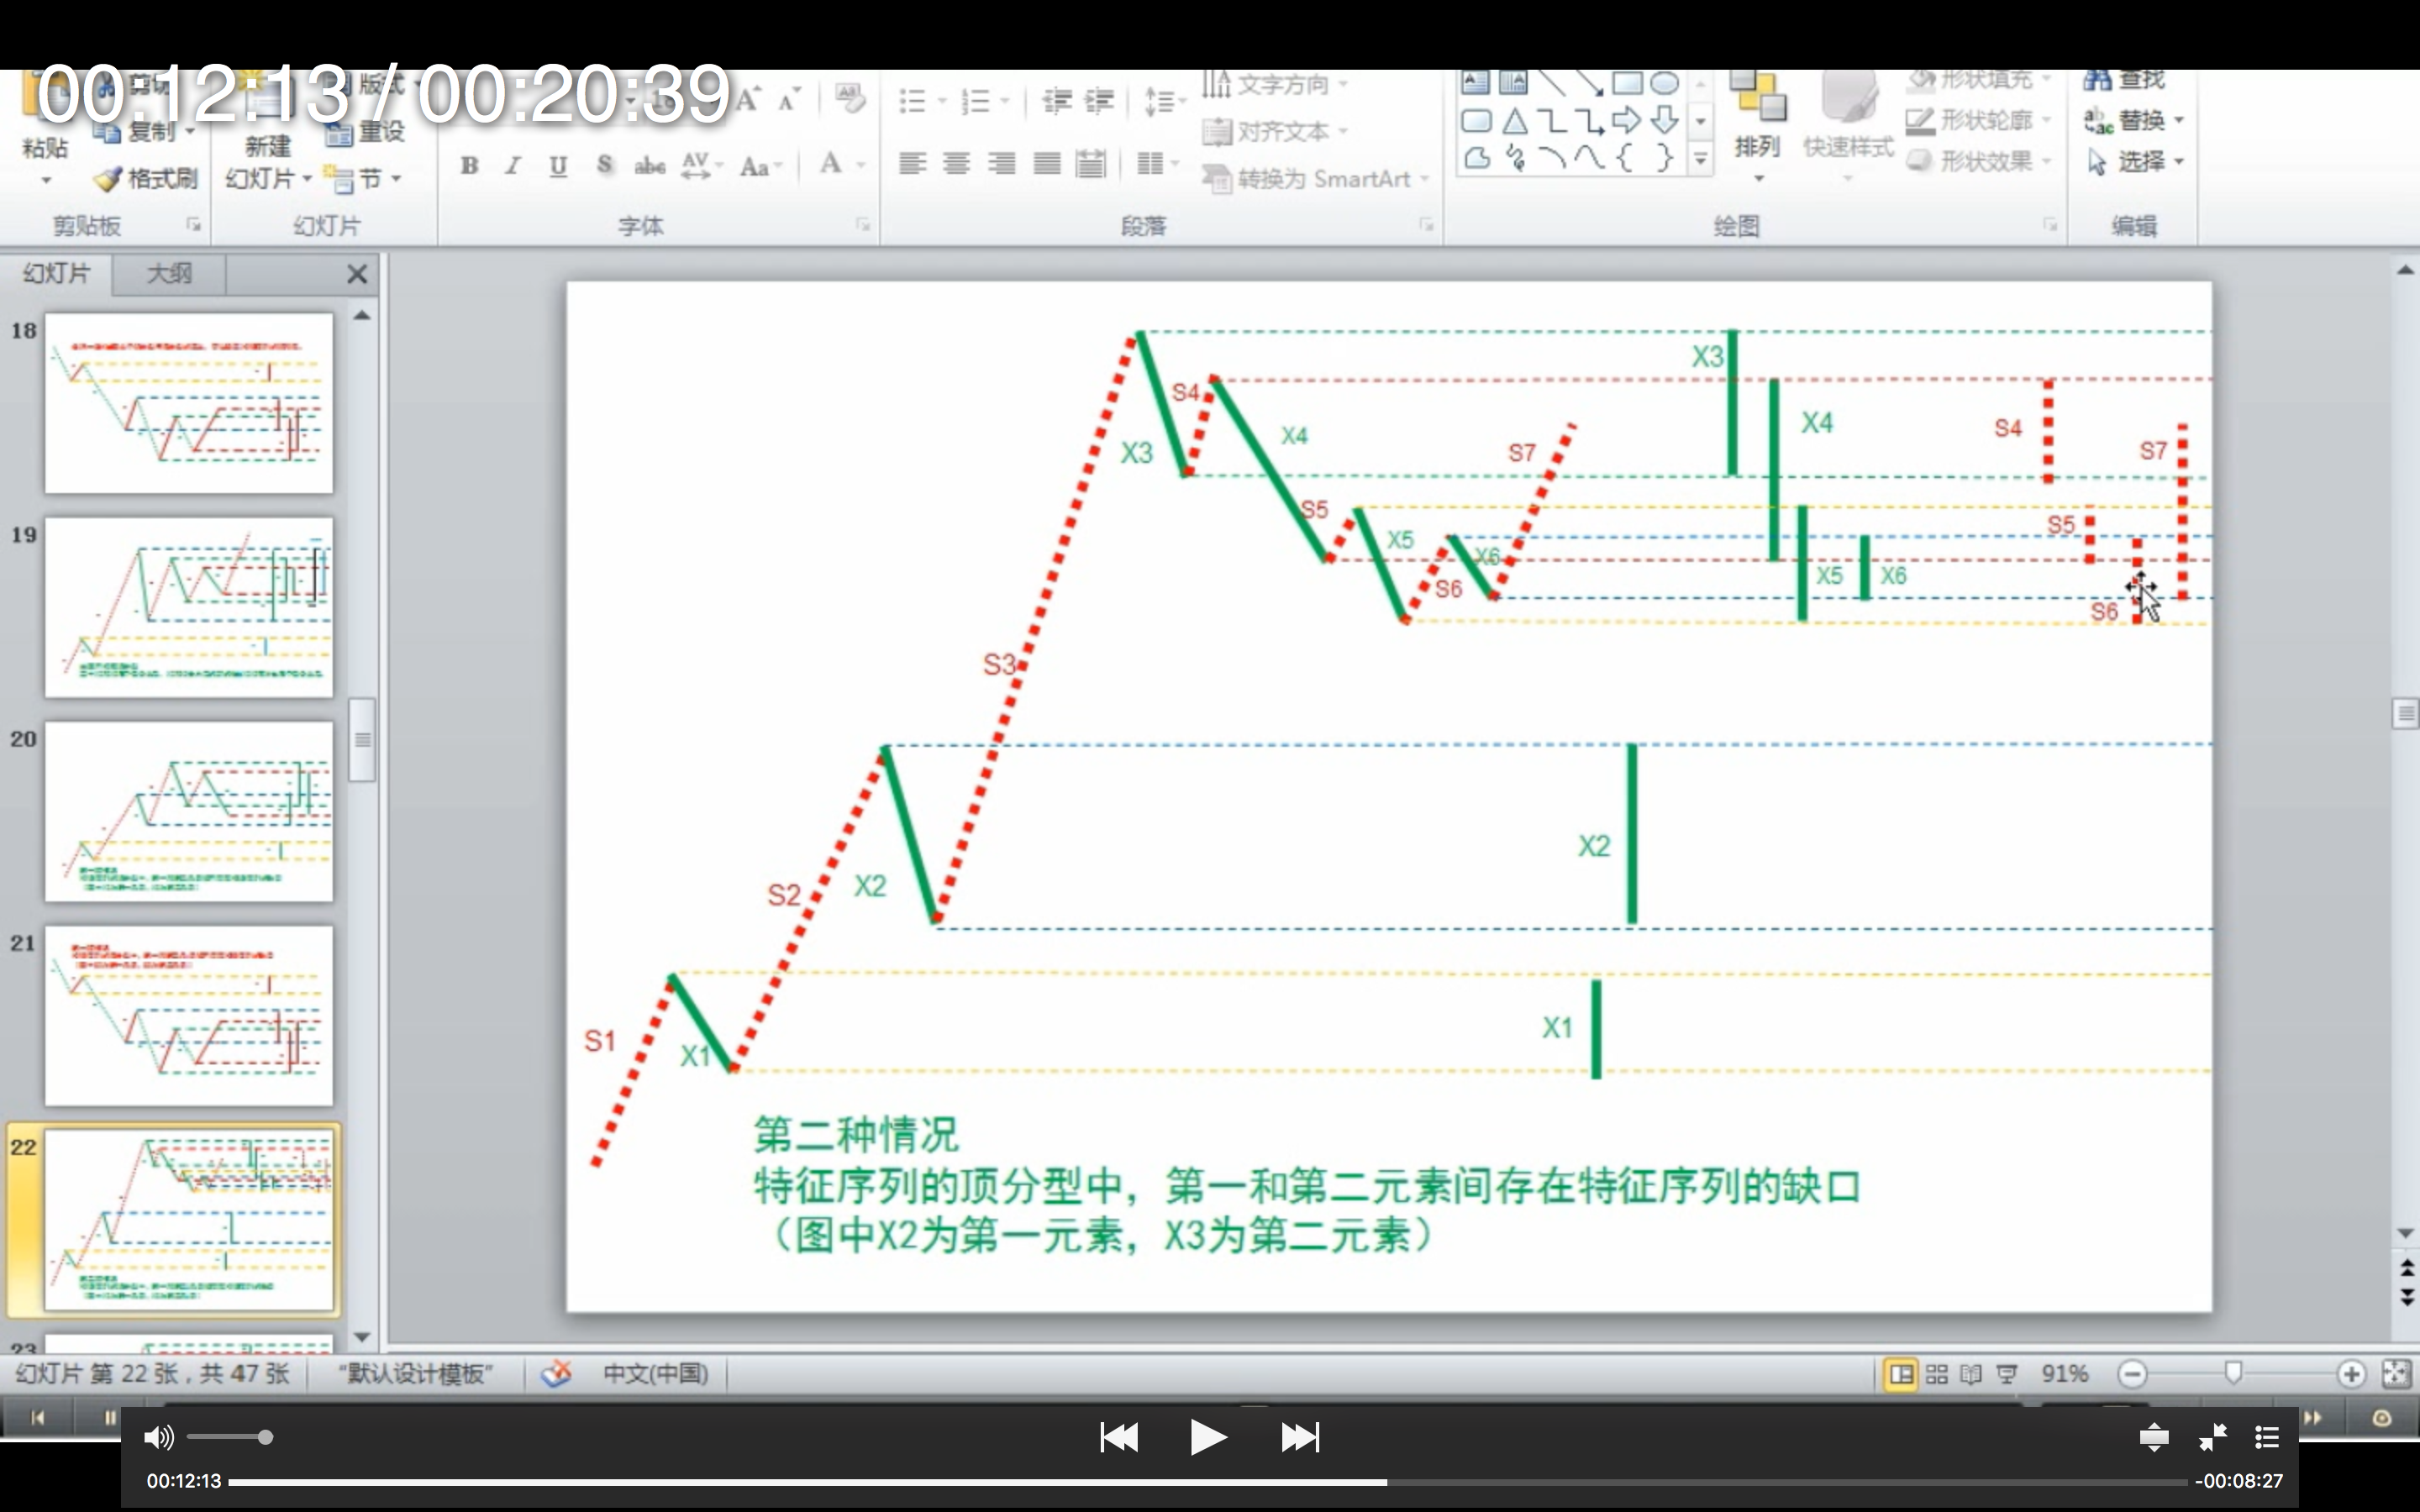 00:12:13 / 00:20:39
粘贴
剪切
复制
格式刷
剪贴板
新建
幻灯片
版式
重设
节
幻灯片
B I U S abc AV Aa A
字体
文字方向
对齐文本
转换为 SmartArt
段落
排列
快速样式
形状填充
形状轮廓
形状效果
绘图
查找
替换
选择
编辑
幻灯片 大纲
18
19
20
21
22
23
X3
S4
X3
X4
S5
X5
S6
X6
S7
X3
X4
X5
X6
S4
S5
S6
S7
S3
S2
X2
X2
S1
X1
X1
第二种情况
特征序列的顶分型中，第一和第二元素间存在特征序列的缺口
（图中X2为第一元素，X3为第二元素）
幻灯片 第 22 张，共 47 张 “默认设计模板” 中文(中国) 91%
00:12:13 -00:08:27